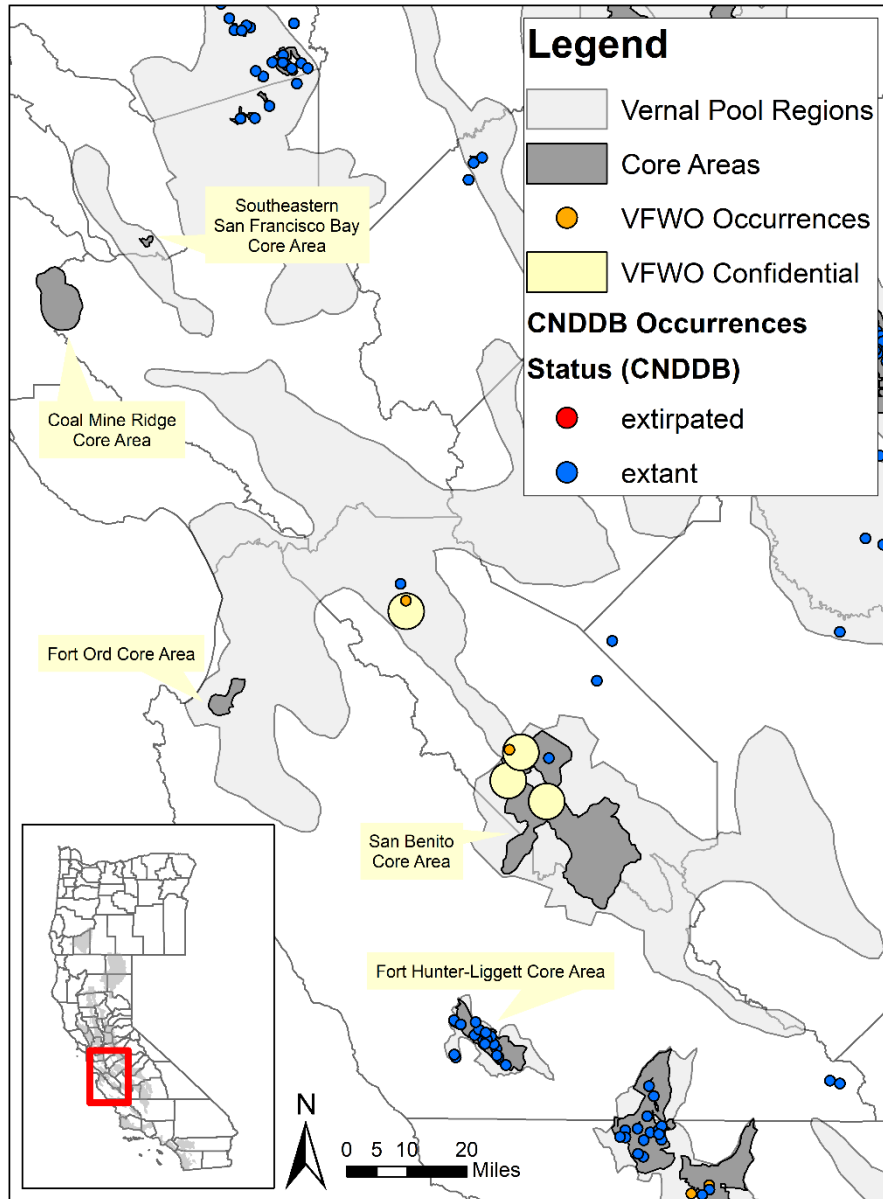 Legend
Vernal Pool Regions
Core Areas
VFWO Occurrences
VFWO Confidential
CNDDB Occurrences
Status (CNDDB)
extirpated
extant
Southeastern
San Francisco Bay
Core Area
Coal Mine Ridge
Core Area
Fort Ord Core Area
San Benito
Core Area
Fort Hunter-Liggett Core Area
N
0 5 10 20
Miles